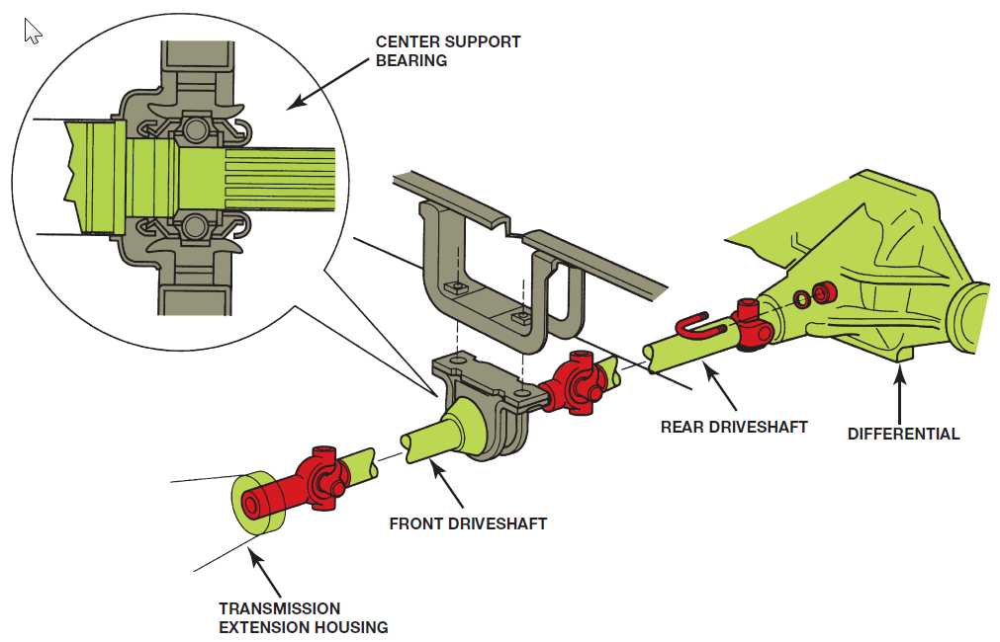 CENTER SUPPORT
BEARING
REAR DRIVESHAFT
DIFFERENTIAL
FRONT DRIVESHAFT
TRANSMISSION
EXTENSION HOUSING